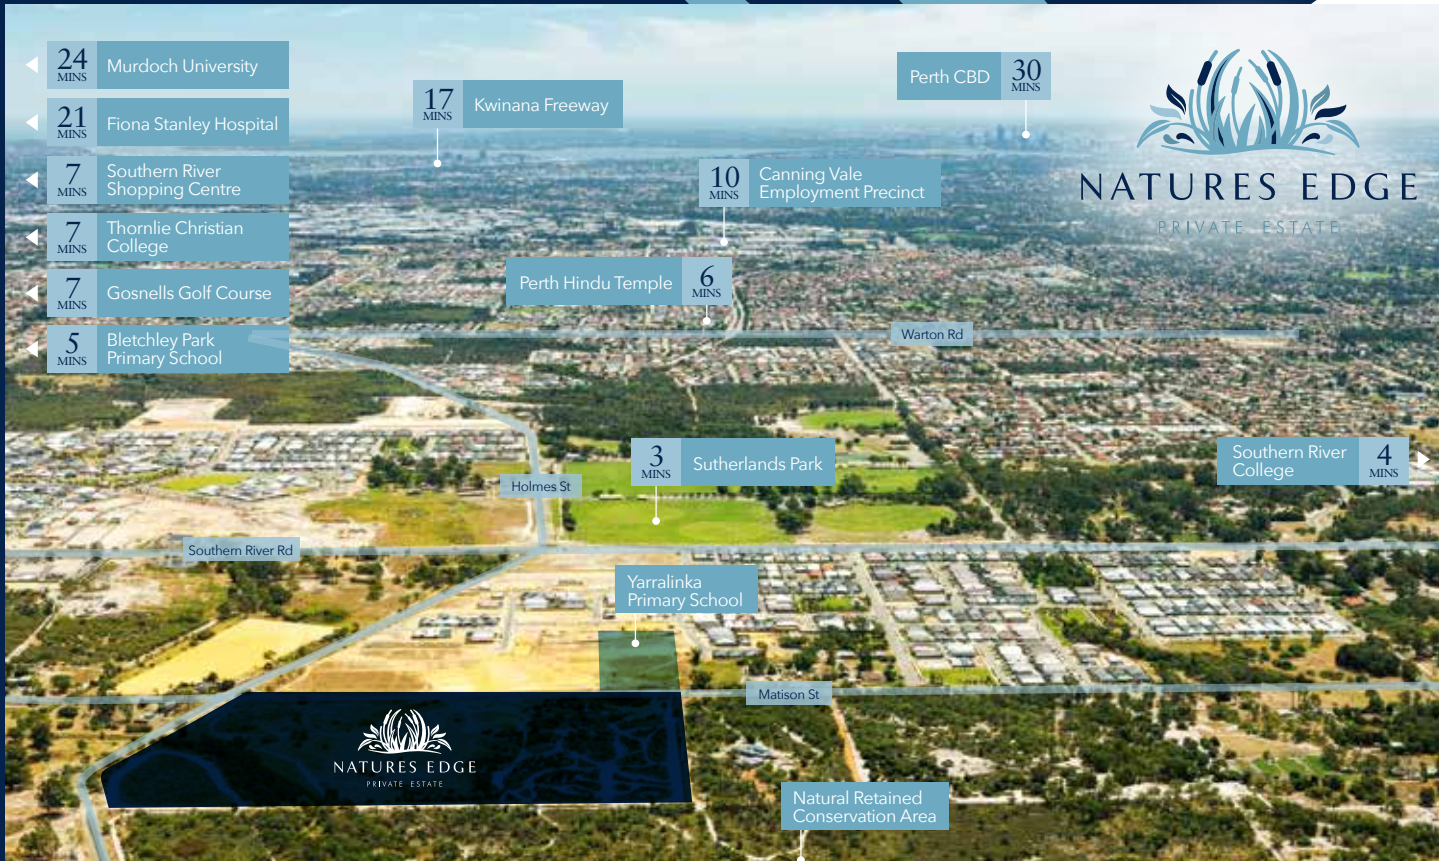 24
MINS
Murdoch University
21
MINS
Fiona Stanley Hospital
7
MINS
Southern River
Shopping Centre
7
MINS
Thornlie Christian
College
7
MINS
Gosnells Golf Course
5
MINS
Bletchley Park
Primary School
17
MINS
Kwinana Freeway
Perth CBD
30
MINS
NATURES EDGE
PRIVATE ESTATE
10
MINS
Canning Vale
Employment Precinct
Perth Hindu Temple
6
MINS
Warton Rd
3
MINS
Sutherlands Park
Southern River
College
4
MINS
Holmes St
Southern River Rd
Yarralinka
Primary School
Matison St
NATURES EDGE
PRIVATE ESTATE
Natural Retained
Conservation Area